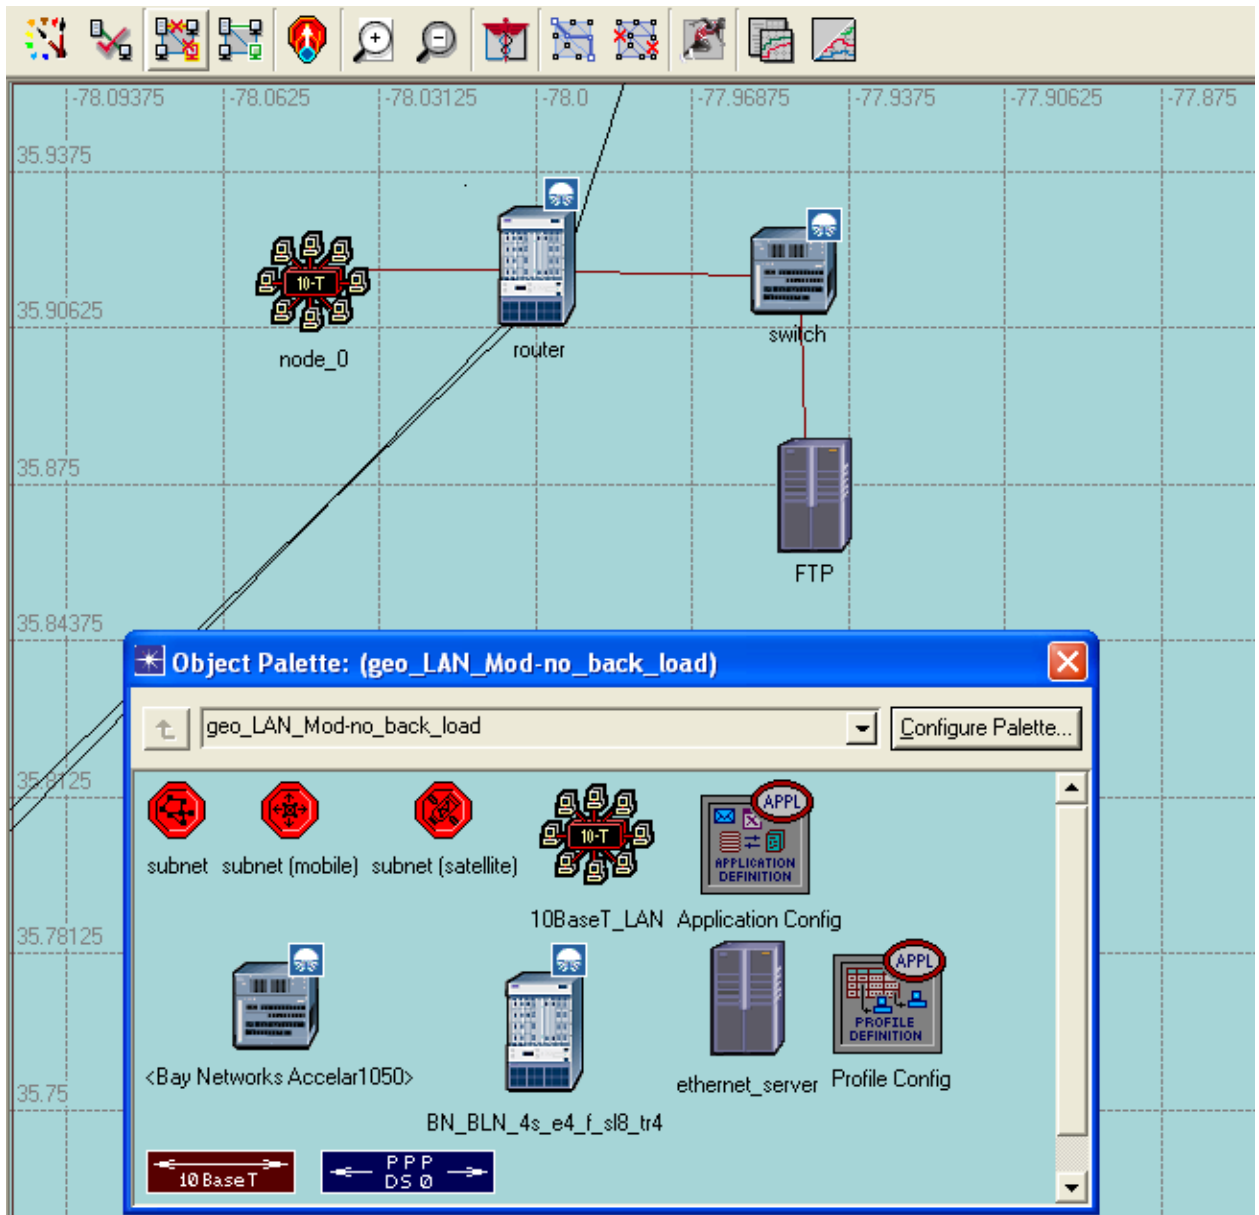 -78.09375 -78.0625 -78.03125 -78.0 -77.96875 -77.9375 -77.90625 -77.875
35.9375
10-T
35.90625
node_0
router
switch
35.875
FTP
35.84375
Object Palette: (geo_LAN_Mod-no_back_load)
geo_LAN_Mod-no_back_load
Configure Palette...
35.8125
APPL
10-T
APPLICATION
DEFINITION
subnet subnet (mobile) subnet (satellite)
10BaseT_LAN Application Config
35.78125
APPL
PROFILE
DEFINITION
<Bay Networks Accelar1050>
ethernet_server Profile Config
35.75
BN_BLN_4s_e4_f_sl8_tr4
10BaseT
PPP
DS0